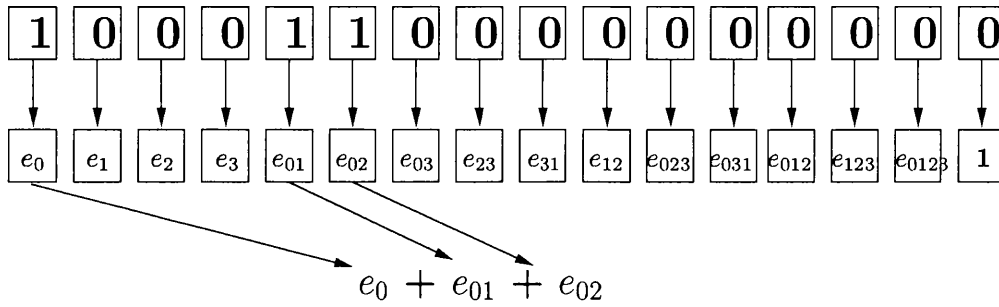 1 0 0 0 1 1 0 0 0 0 0 0 0 0 0 0
e₀ e₁ e₂ e₃ e₀₁ e₀₂ e₀₃ e₂₃ e₃₁ e₁₂ e₀₂₃ e₀₃₁ e₀₁₂ e₁₂₃ e₀₁₂₃ 1
e₀ + e₀₁ + e₀₂